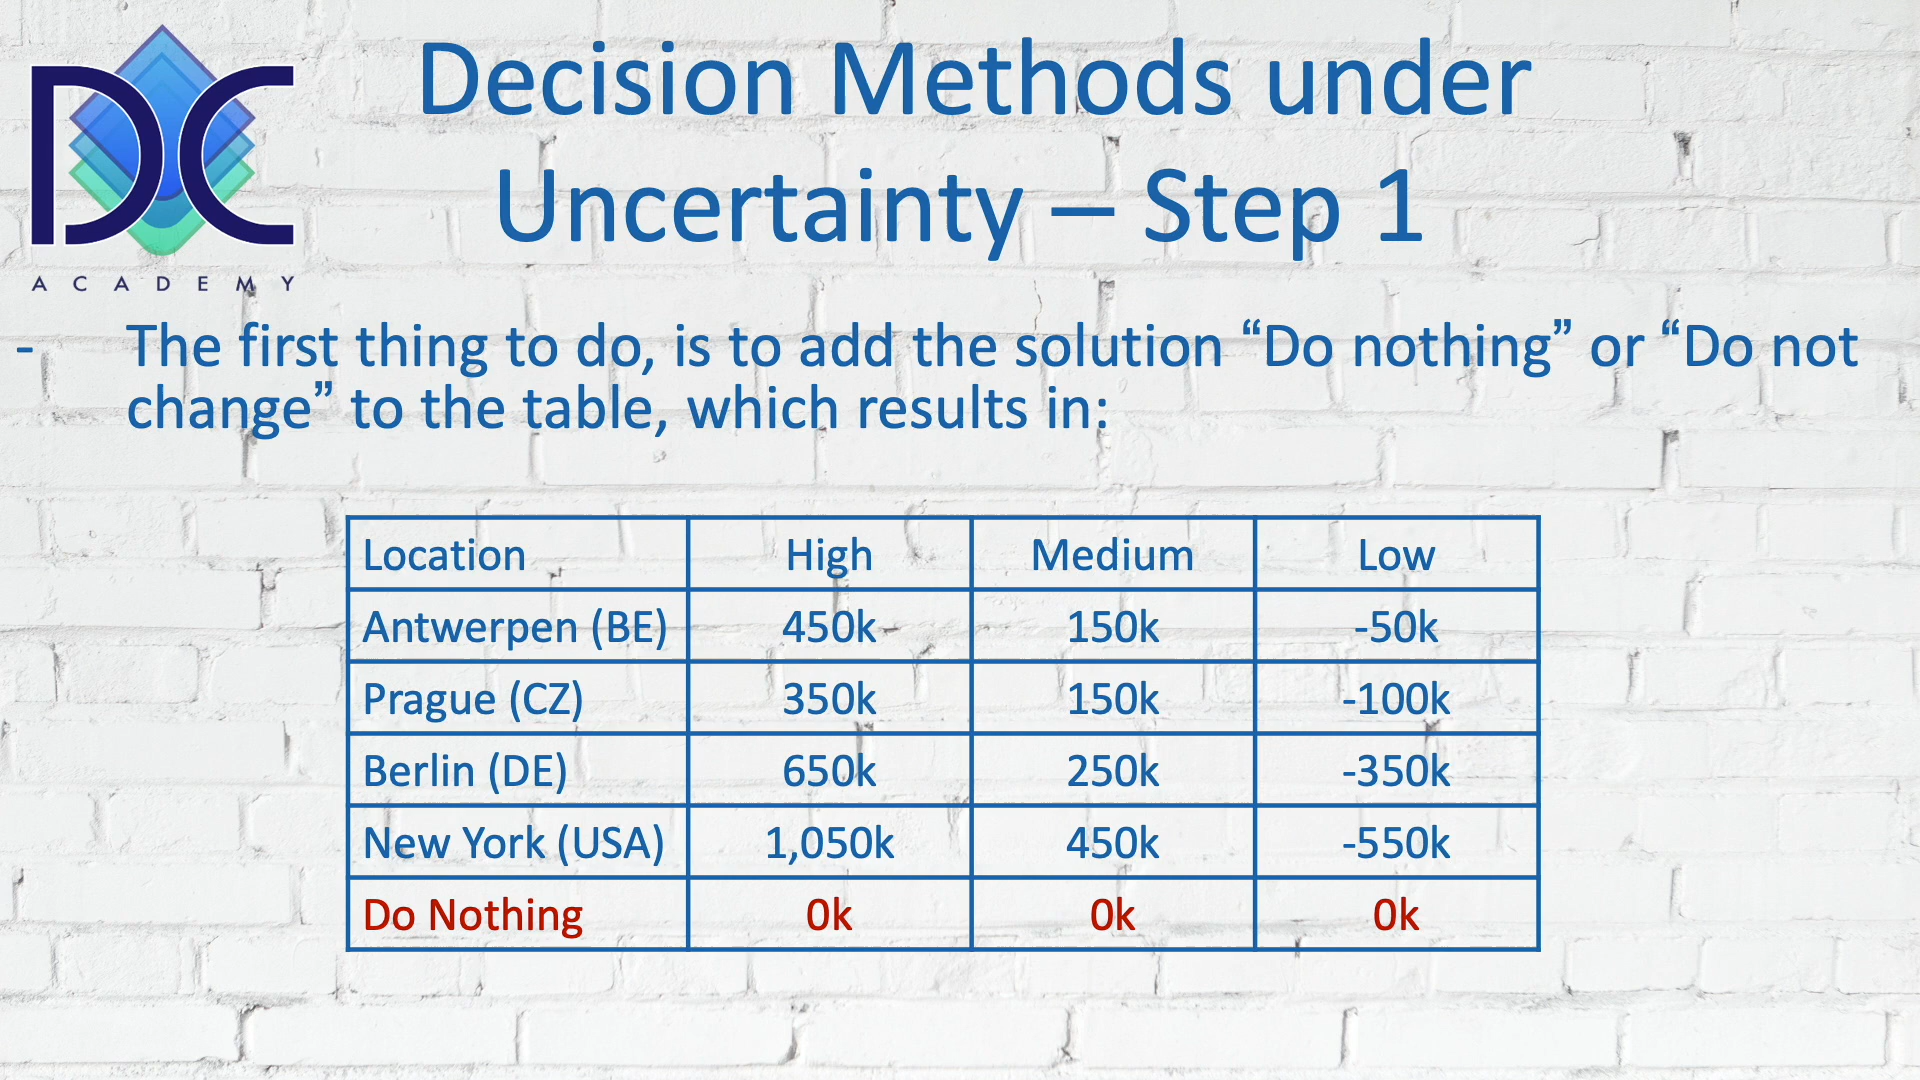 DC
ACADEMY
Decision Methods under
Uncertainty – Step 1
- The first thing to do, is to add the solution “Do nothing” or “Do not
change” to the table, which results in:
Location High Medium Low
Antwerpen (BE) 450k 150k -50k
Prague (CZ) 350k 150k -100k
Berlin (DE) 650k 250k -350k
New York (USA) 1,050k 450k -550k
Do Nothing 0k 0k 0k